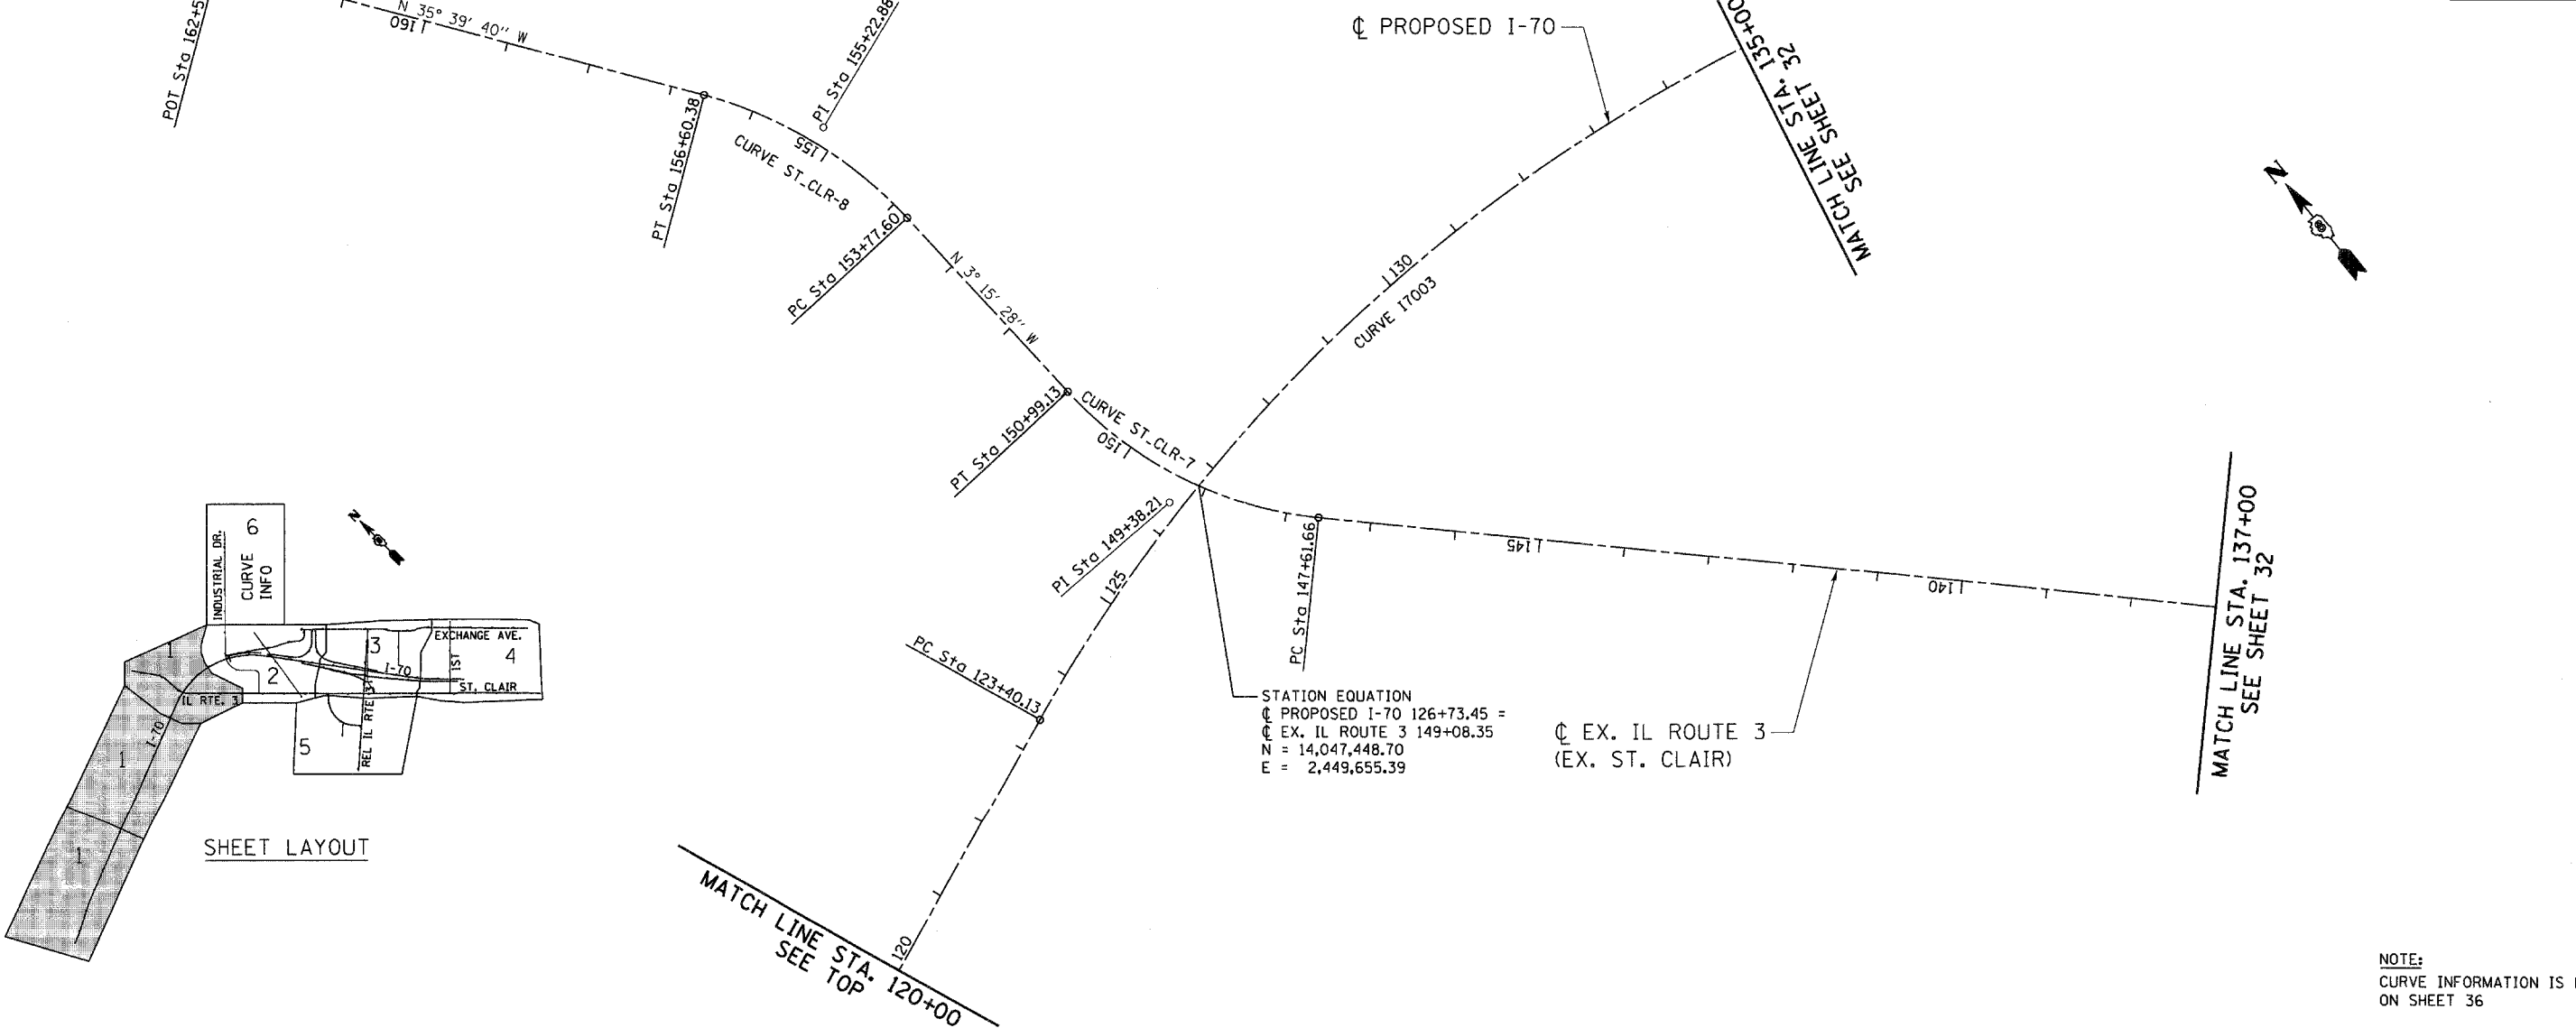 POT Sta 162+5
N 35° 39' 40'' W
160
PT Sta 156+60.38
PI Sta 155+22.88
155
CURVE ST_CLR-8
PC Sta 153+77.60
N 3° 15' 28'' W
PT Sta 150+99.13
CURVE ST_CLR-7
150
PI Sta 149+38.21
PC Sta 147+61.66
145
140
℄ PROPOSED I-70
MATCH LINE STA. 135+00
SEE SHEET 32
130
CURVE I7003
125
PC Sta 123+40.13
120
MATCH LINE STA. 120+00
SEE TOP
STATION EQUATION
℄ PROPOSED I-70 126+73.45 =
℄ EX. IL ROUTE 3 149+08.35
N = 14,047,448.70
E = 2,449,655.39
℄ EX. IL ROUTE 3
(EX. ST. CLAIR)
MATCH LINE STA. 137+00
SEE SHEET 32
N
N
INDUSTRIAL DR.
6
CURVE
INFO
1
2
3
EXCHANGE AVE.
1ST
4
I-70
ST. CLAIR
IL RTE. 3
I-70
REL IL RTE 3
5
1
1
SHEET LAYOUT
NOTE:
CURVE INFORMATION IS
ON SHEET 36